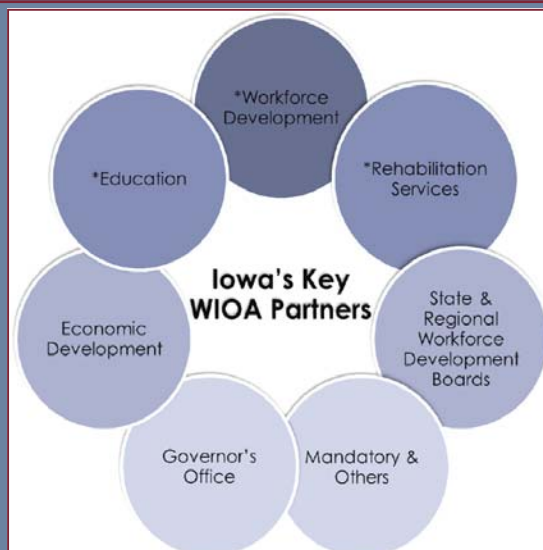 *Workforce
Development
*Rehabilitation
Services
State &
Regional
Workforce
Development
Boards
Mandatory &
Others
Governor's
Office
Economic
Development
*Education
Iowa's Key
WIOA Partners